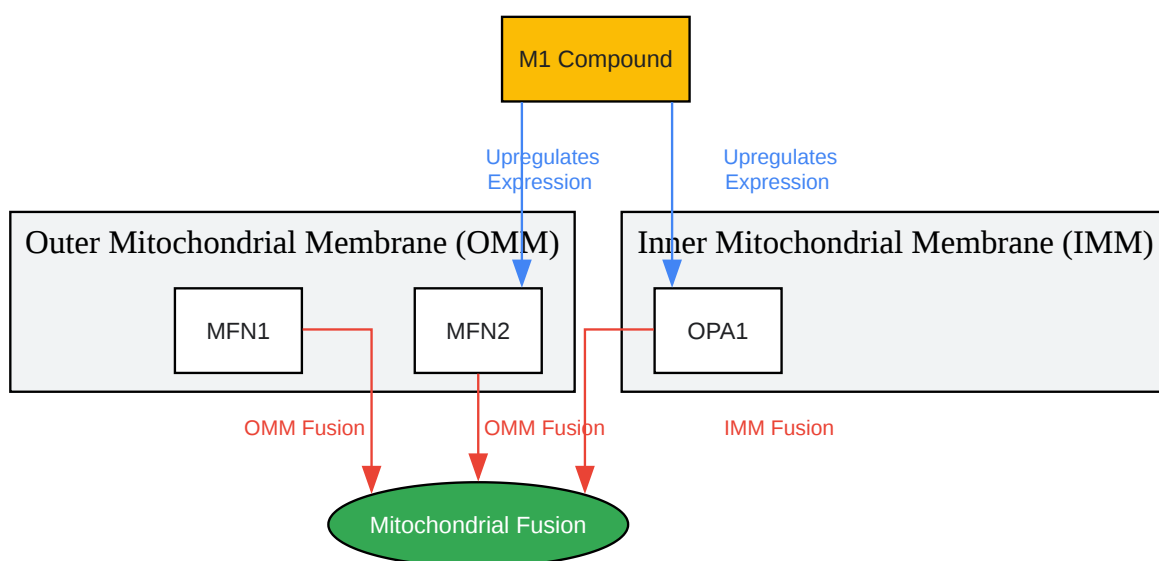 M1 Compound
Upregulates
Expression
Upregulates
Expression
Outer Mitochondrial Membrane (OMM)
Inner Mitochondrial Membrane (IMM)
MFN1
MFN2
OPA1
OMM Fusion
OMM Fusion
IMM Fusion
Mitochondrial Fusion